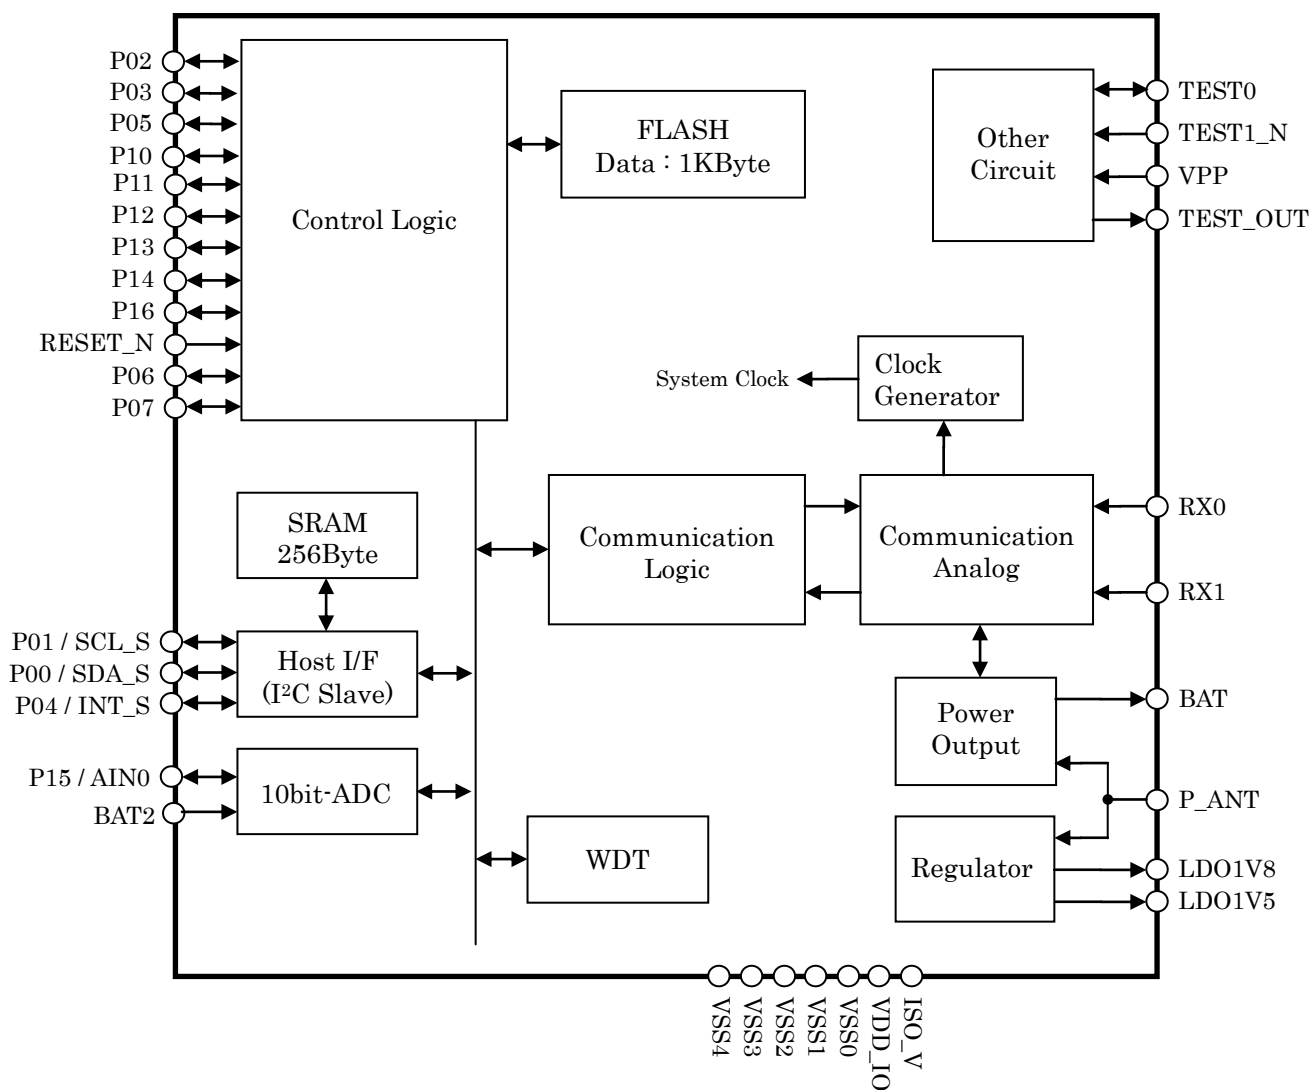 P02
P03
P05
P10
P11
P12
P13
P14
P16
RESET_N
P06
P07
Control Logic
FLASH
Data : 1KByte
Other
Circuit
TEST0
TEST1_N
VPP
TEST_OUT
System Clock
Clock
Generator
SRAM
256Byte
Communication
Logic
Communication
Analog
RX0
RX1
P01 / SCL_S
P00 / SDA_S
P04 / INT_S
Host I/F
(I²C Slave)
Power
Output
BAT
P15 / AIN0
BAT2
10bit-ADC
P_ANT
WDT
Regulator
LDO1V8
LDO1V5
VSS4
VSS3
VSS2
VSS1
VSS0
VDD_IO
ISO_V